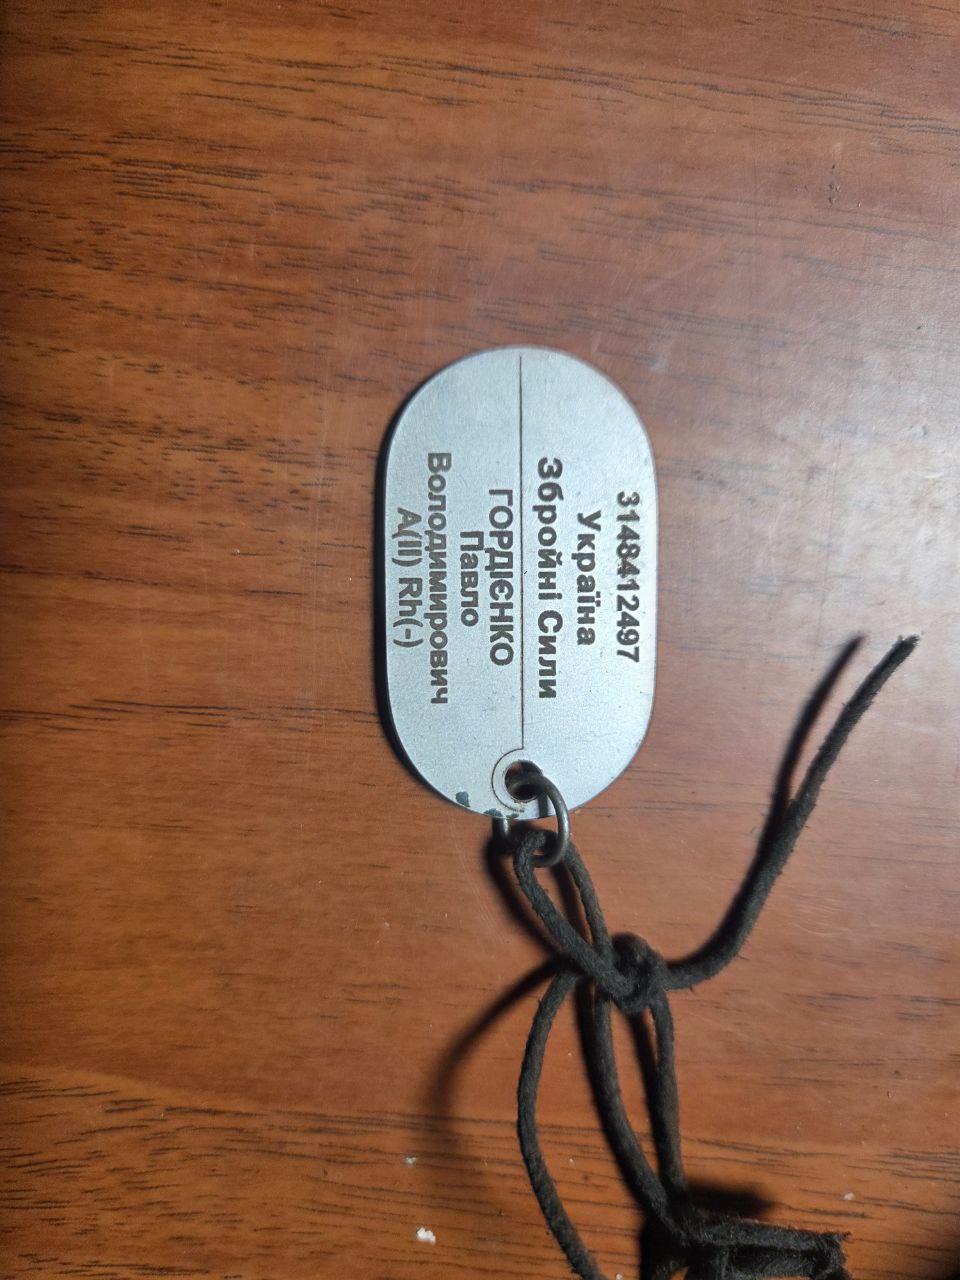 3148412497
Україна
Збройні Сили
ГОРДІЄНКО
Павло
Володимирович
A(II) Rh(-)